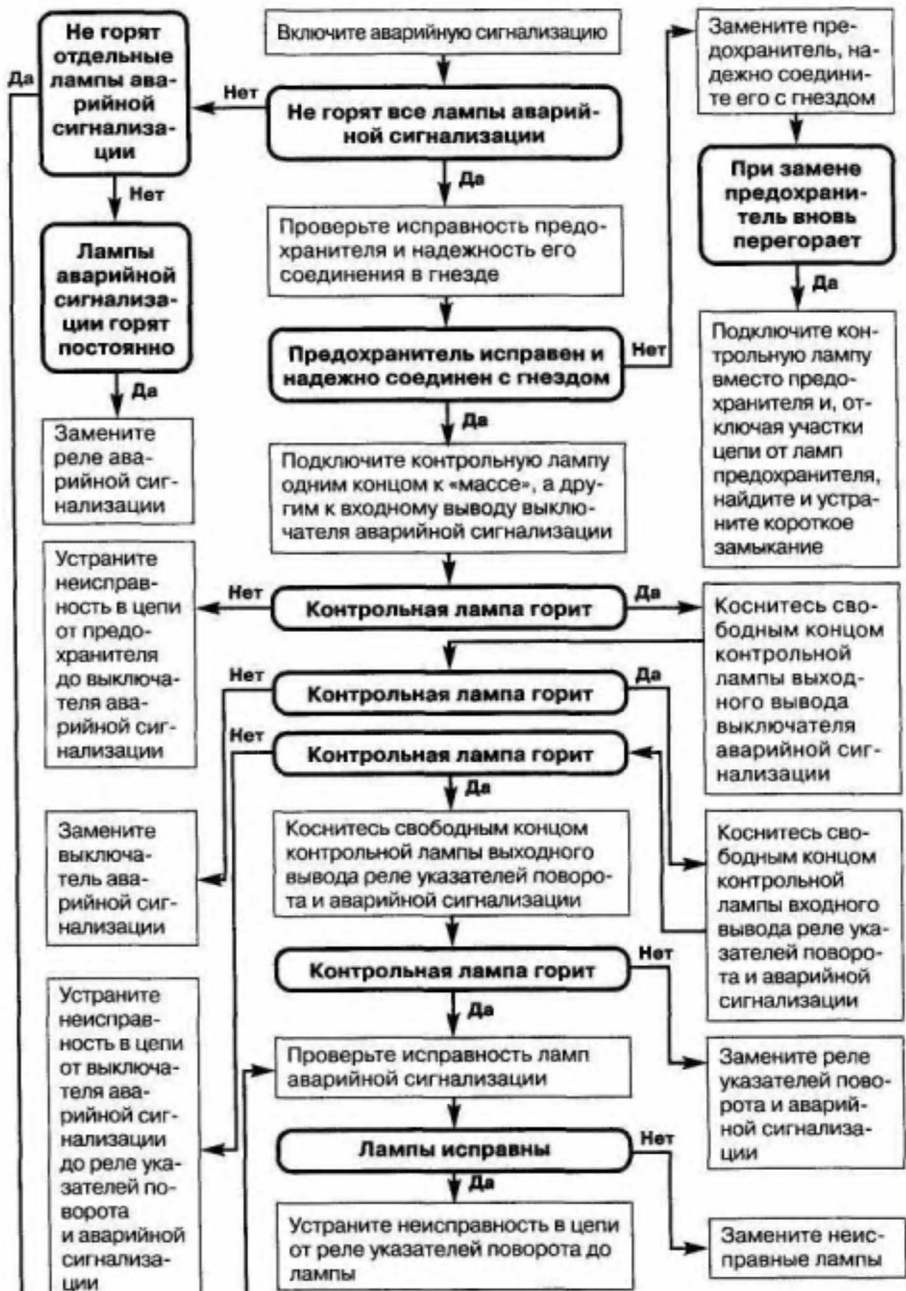 Не горят
отдельные
лампы ава-
рийной
сигнализа-
ции
Да
Нет
Включите аварийную сигнализацию
Не горят все лампы аварий-
ной сигнализации
Замените пре-
дохранитель, на-
дежно соедини-
те его с гнездом
Нет
Да
При замене
предохрани-
тель вновь
перегорает
Лампы
аварийной
сигнализа-
ции горят
постоянно
Проверьте исправность предо-
хранителя и надежность его
соединения в гнезде
Да
Предохранитель исправен и
надежно соединен с гнездом
Нет
Подключите кон-
трольную лампу
вместо предо-
хранителя и, от-
ключая участки
цепи от ламп
предохранителя,
найдите и устра-
ните короткое
замыкание
Да
Да
Замените
реле ава-
рийной сиг-
нализации
Подключите контрольную лампу
одним концом к «массе», а дру-
гим к входному выводу выклю-
чателя аварийной сигнализации
Устраните
неисправ-
ность в цепи
от предо-
хранителя
до выключа-
теля ава-
рийной сиг-
нализации
Нет
Контрольная лампа горит
Да
Коснитесь сво-
бодным концом
контрольной
лампы выход-
ного вывода
выключателя
аварийной сиг-
нализации
Нет
Контрольная лампа горит
Да
Нет
Контрольная лампа горит
Да
Замените
выключа-
тель ава-
рийной сиг-
нализации
Коснитесь свободным концом
контрольной лампы выходного
вывода реле указателей поворо-
та и аварийной сигнализации
Коснитесь сво-
бодным концом
контрольной
лампы входного
вывода реле ука-
зателей поворо-
та и аварийной
сигнализации
Контрольная лампа горит
Нет
Да
Устраните
неисправ-
ность в цепи
от выключа-
теля ава-
рийной сиг-
нализации
до реле ука-
зателей по-
ворота
и аварийной
сигнализа-
ции
Проверьте исправность ламп
аварийной сигнализации
Замените реле
указателей пово-
рота и аварий-
ной сигнализа-
ции
Лампы исправны
Нет
Да
Устраните неисправность в цепи
от реле указателей поворота до
лампы
Замените неис-
правные лампы